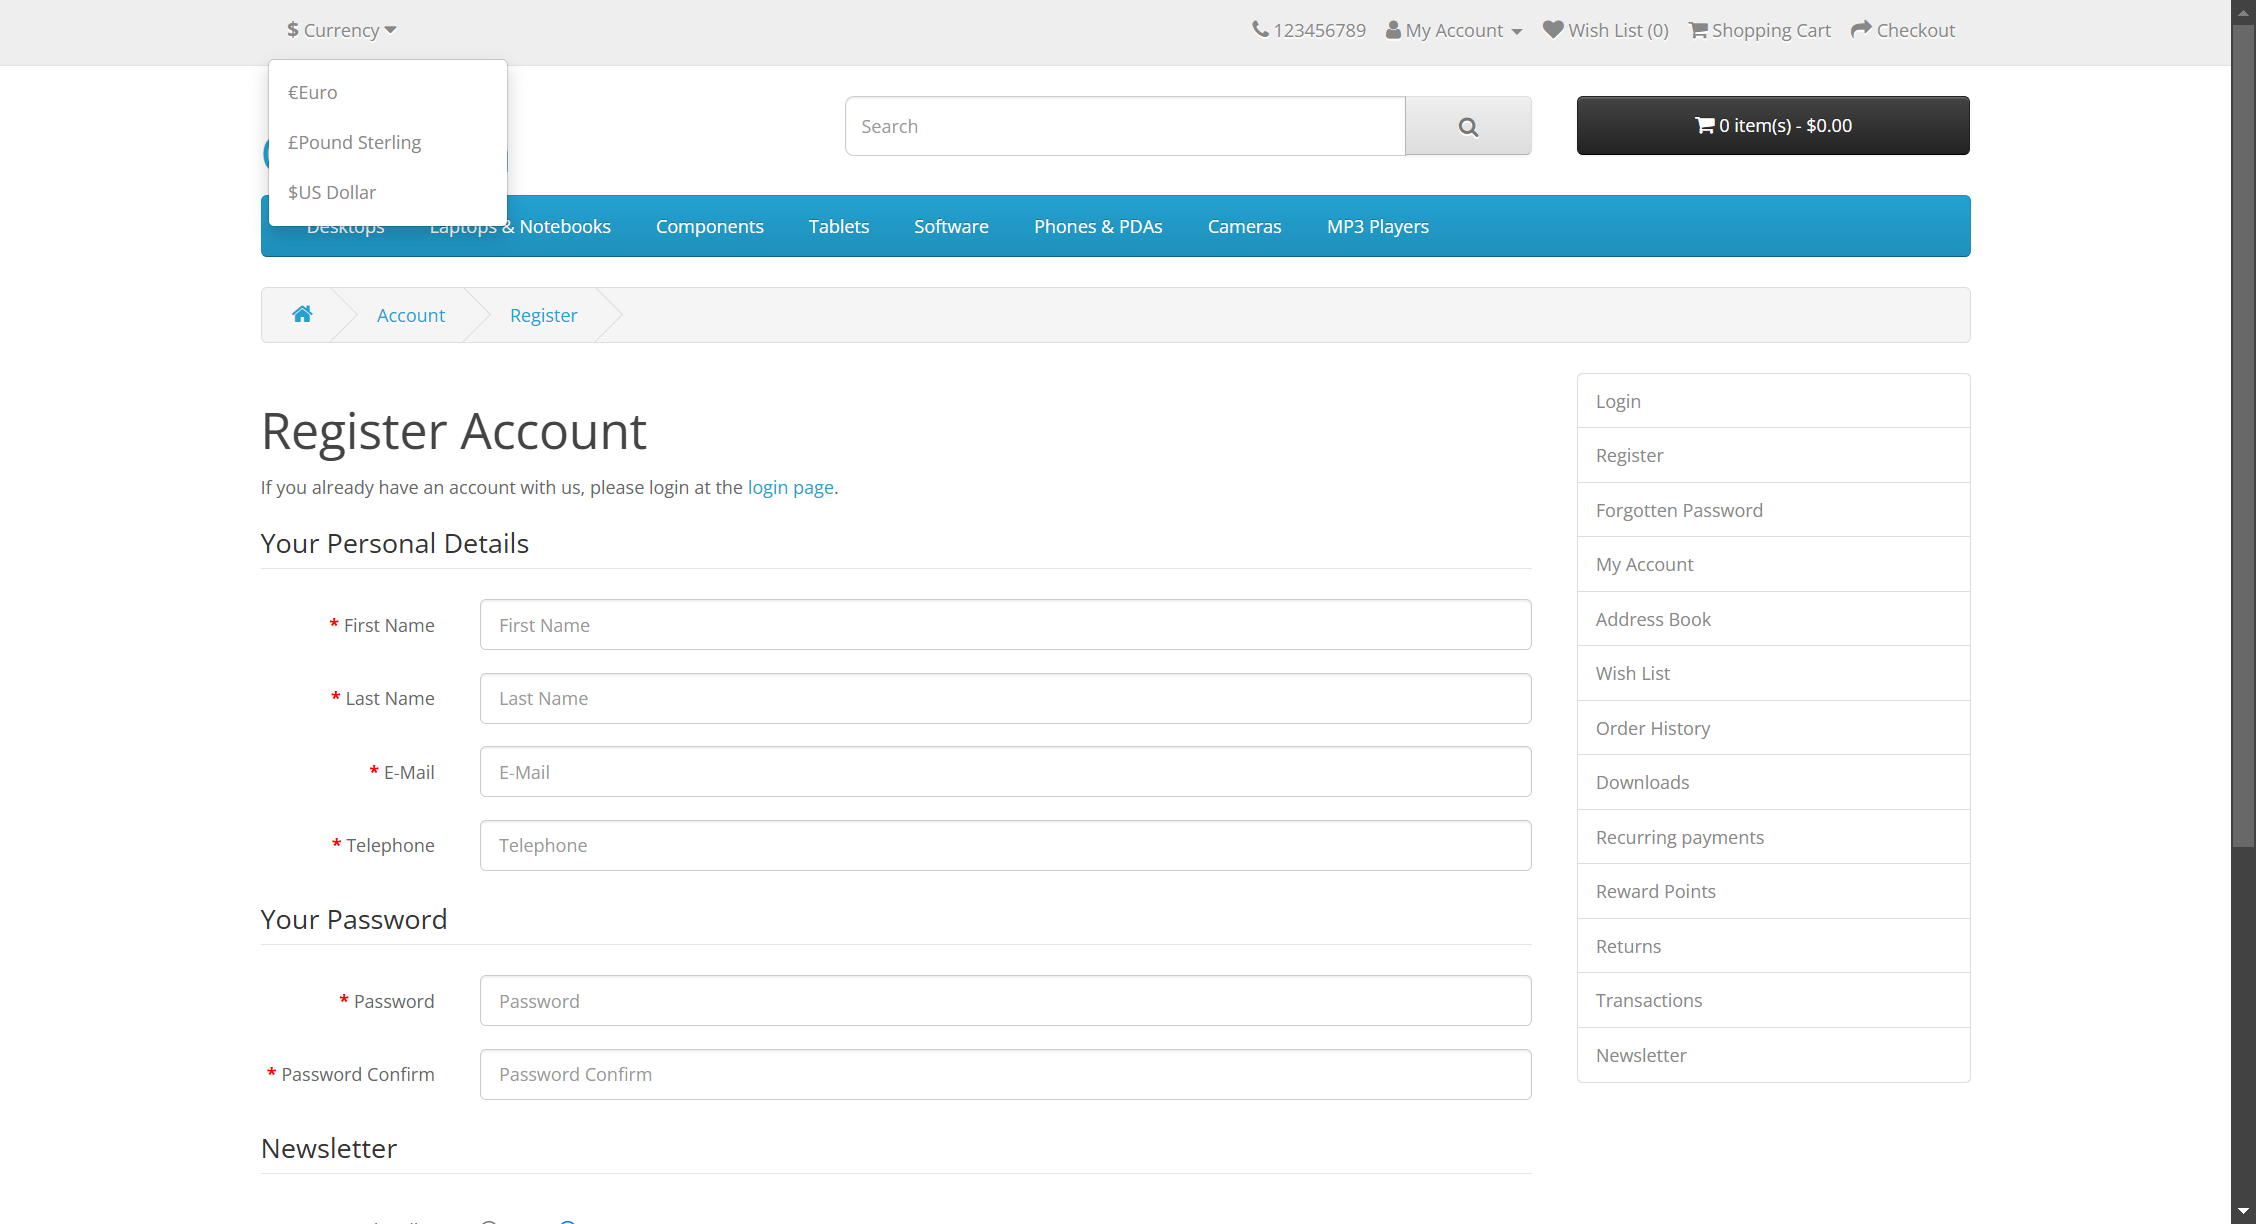 $ Currency
123456789 My Account Wish List (0) Shopping Cart Checkout
€Euro
£Pound Sterling
$US Dollar
Search
0 item(s) - $0.00
Desktops Laptops & Notebooks Components Tablets Software Phones & PDAs Cameras MP3 Players
Account Register
Register Account
If you already have an account with us, please login at the login page.
Your Personal Details
* First Name First Name
* Last Name Last Name
* E-Mail E-Mail
* Telephone Telephone
Your Password
* Password Password
* Password Confirm Password Confirm
Newsletter
Login
Register
Forgotten Password
My Account
Address Book
Wish List
Order History
Downloads
Recurring payments
Reward Points
Returns
Transactions
Newsletter